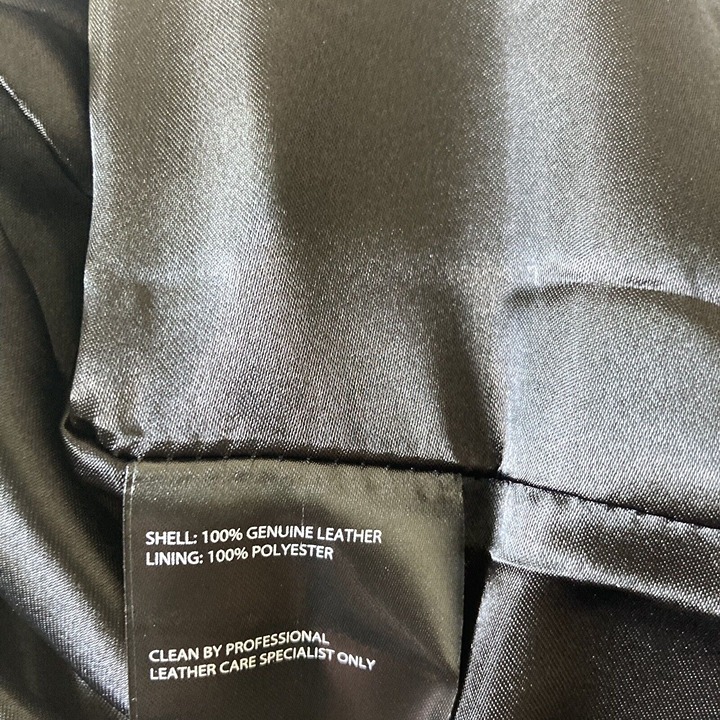 SHELL: 100% GENUINE LEATHER
LINING: 100% POLYESTER
CLEAN BY PROFESSIONAL
LEATHER CARE SPECIALIST ONLY